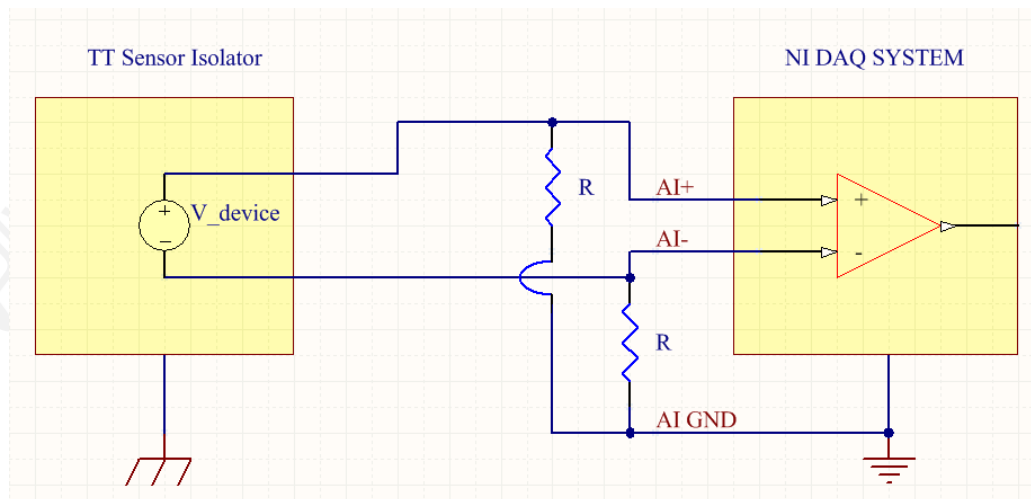 TT Sensor Isolator
NI DAQ SYSTEM
V_device
+
−
R
AI+
AI-
+
-
R
AI GND